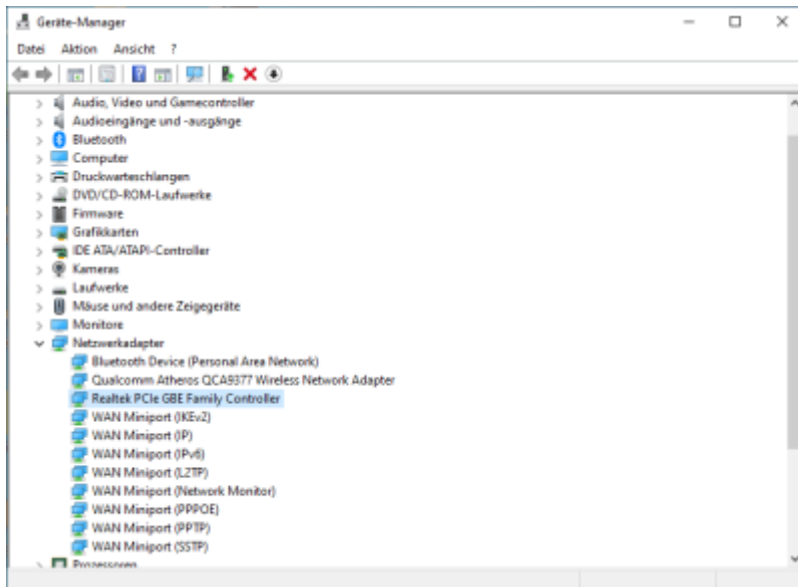 Geräte-Manager
Datei Aktion Ansicht ?
Audio, Video und Gamecontroller
Audioeingänge und -ausgänge
Bluetooth
Computer
Druckwarteschlangen
DVD/CD-ROM-Laufwerke
Firmware
Grafikkarten
IDE ATA/ATAPI-Controller
Kameras
Laufwerke
Mäuse und andere Zeigegeräte
Monitore
Netzwerkadapter
Bluetooth Device (Personal Area Network)
Qualcomm Atheros QCA9377 Wireless Network Adapter
Realtek PCIe GBE Family Controller
WAN Miniport (IKEv2)
WAN Miniport (IP)
WAN Miniport (IPv6)
WAN Miniport (L2TP)
WAN Miniport (Network Monitor)
WAN Miniport (PPPOE)
WAN Miniport (PPTP)
WAN Miniport (SSTP)
Prozessoren